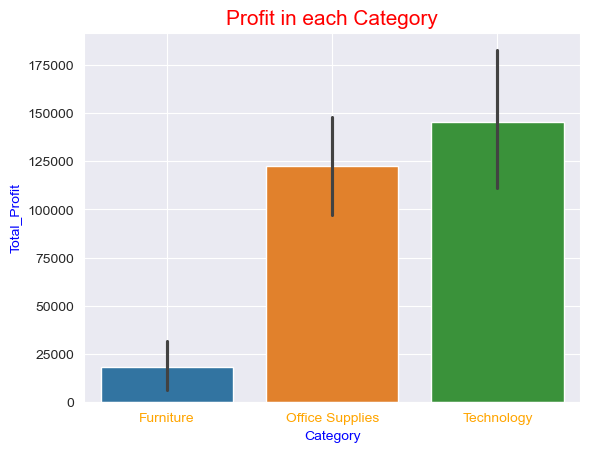 Profit in each Category
175000
150000
125000
100000
75000
50000
25000
0
Total_Profit
Furniture Office Supplies Technology
Category